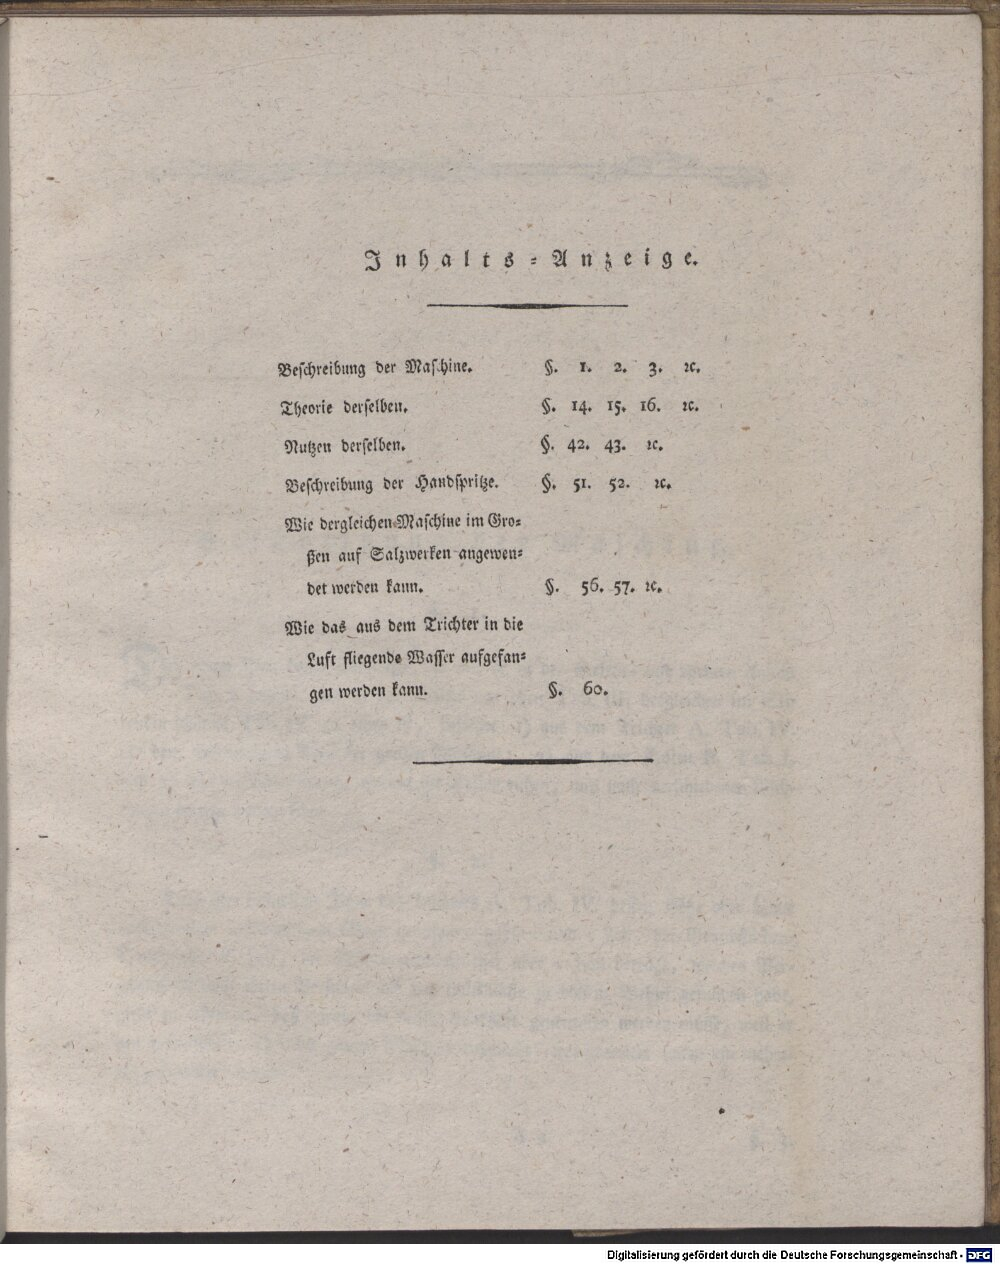 Inhalts-Anzeige.
Beschreibung der Maschine. §. 1. 2. 3. ꝛc.
Theorie derselben. §. 14. 15. 16. ꝛc.
Nutzen derselben. §. 42. 43. ꝛc.
Beschreibung der Handspritze. §. 51. 52. ꝛc.
Wie dergleichen Maschine im Gro-
ßen auf Salzwerken angewen-
det werden kann. §. 56. 57. ꝛc.
Wie das aus dem Trichter in die
Luft fliegende Wasser aufgefan-
gen werden kann. §. 60.
Digitalisierung gefördert durch die Deutsche Forschungsgemeinschaft - DFG